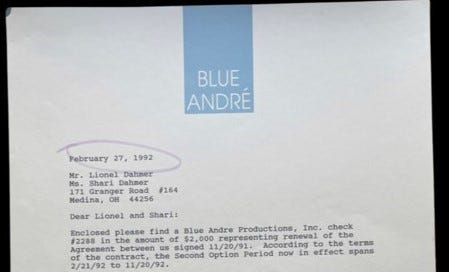 BLUE
ANDRÉ
February 27, 1992
Mr. Lionel Dahmer
Ms. Shari Dahmer
171 Granger Road #164
Medina, OH 44256
Dear Lionel and Shari:
Enclosed please find a Blue Andre Productions, Inc. check
#2288 in the amount of $2,000 representing renewal of the
Agreement between us signed 11/20/91. According to the terms
of the contract, the Second Option Period now in effect spans
2/21/92 to 11/20/92.